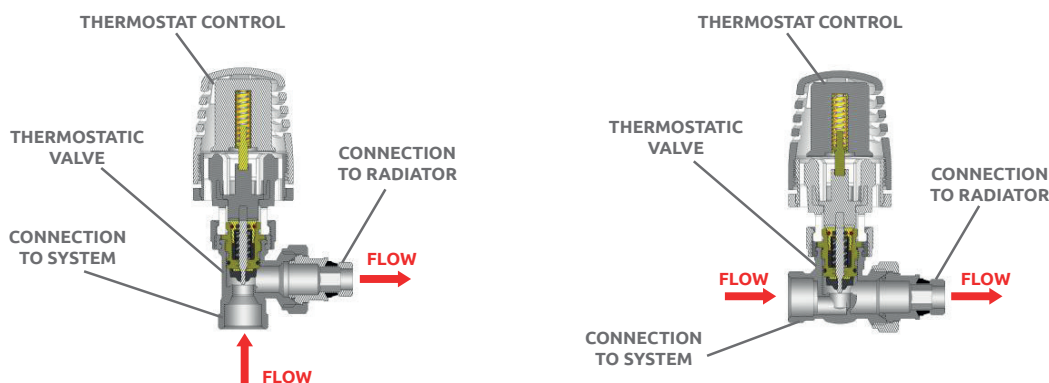 THERMOSTAT CONTROL
THERMOSTATIC
VALVE
CONNECTION
TO RADIATOR
CONNECTION
TO SYSTEM
FLOW
FLOW
THERMOSTAT CONTROL
THERMOSTATIC
VALVE
CONNECTION
TO RADIATOR
FLOW
FLOW
CONNECTION
TO SYSTEM